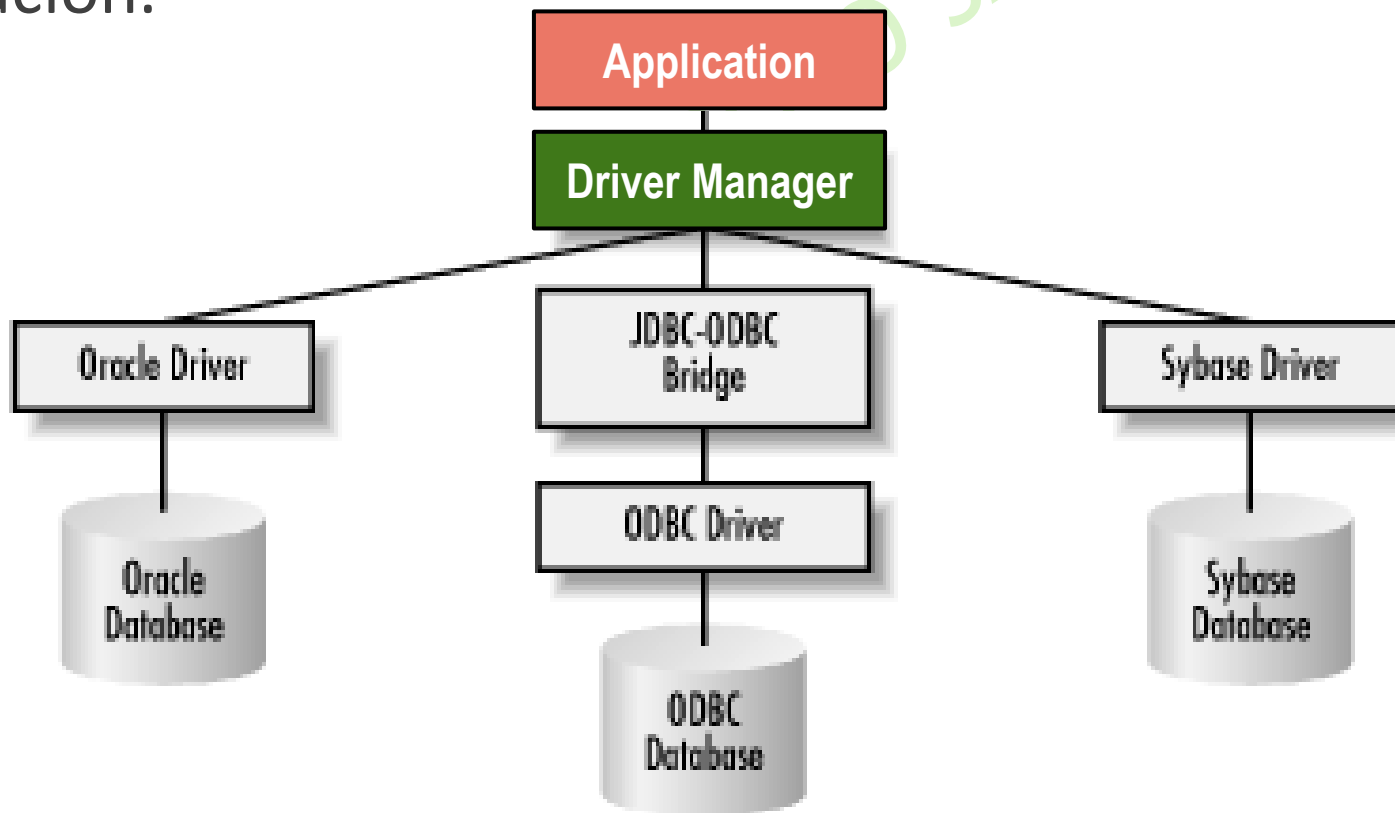 Application
Driver Manager
Oracle Driver
JDBC-ODBC
Bridge
Sybase Driver
ODBC Driver
Oracle
Database
Sybase
Database
ODBC
Database